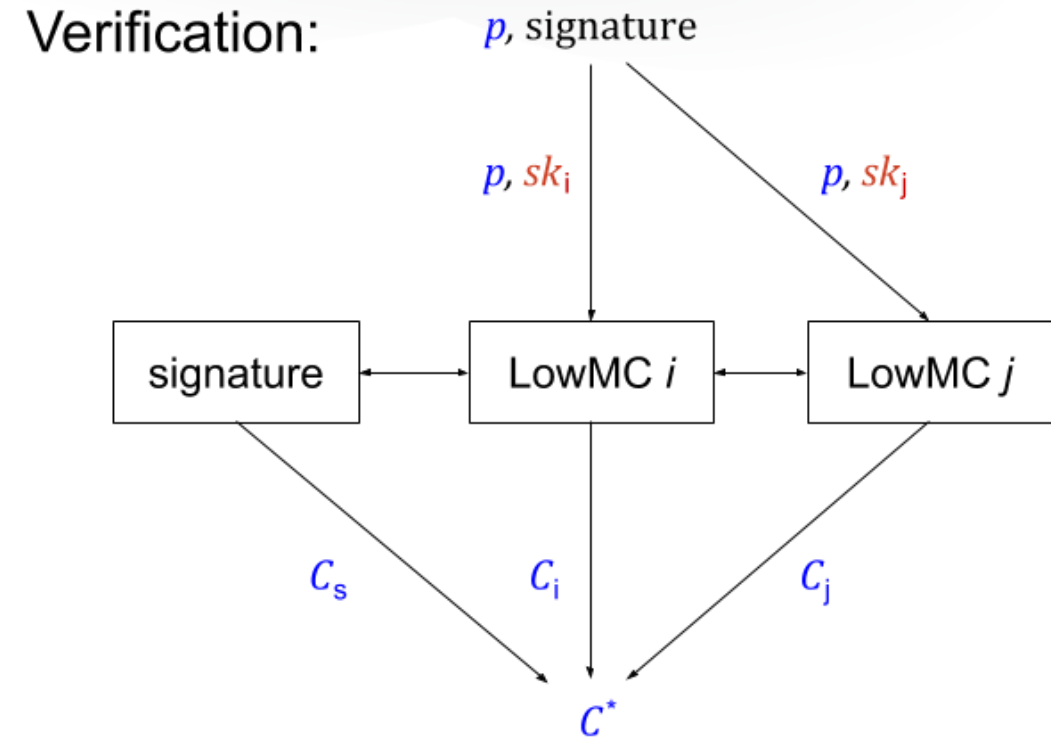 Verification:
p, signature
p, skᵢ
p, skⱼ
signature
LowMC i
LowMC j
Cₛ
Cᵢ
Cⱼ
C*